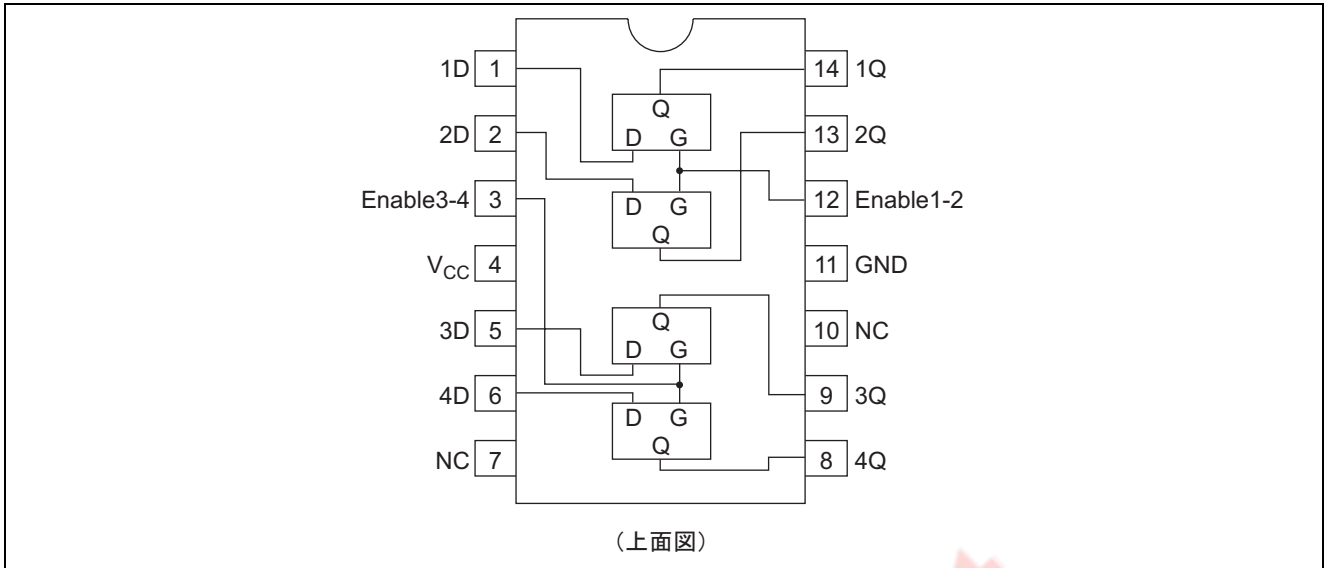 1D 1
14 1Q
Q
D G
2D 2
13 2Q
Enable3-4 3
D G
12 Enable1-2
Q
VCC 4
11 GND
3D 5
Q
10 NC
D G
4D 6
9 3Q
D G
Q
NC 7
8 4Q
(上面図)